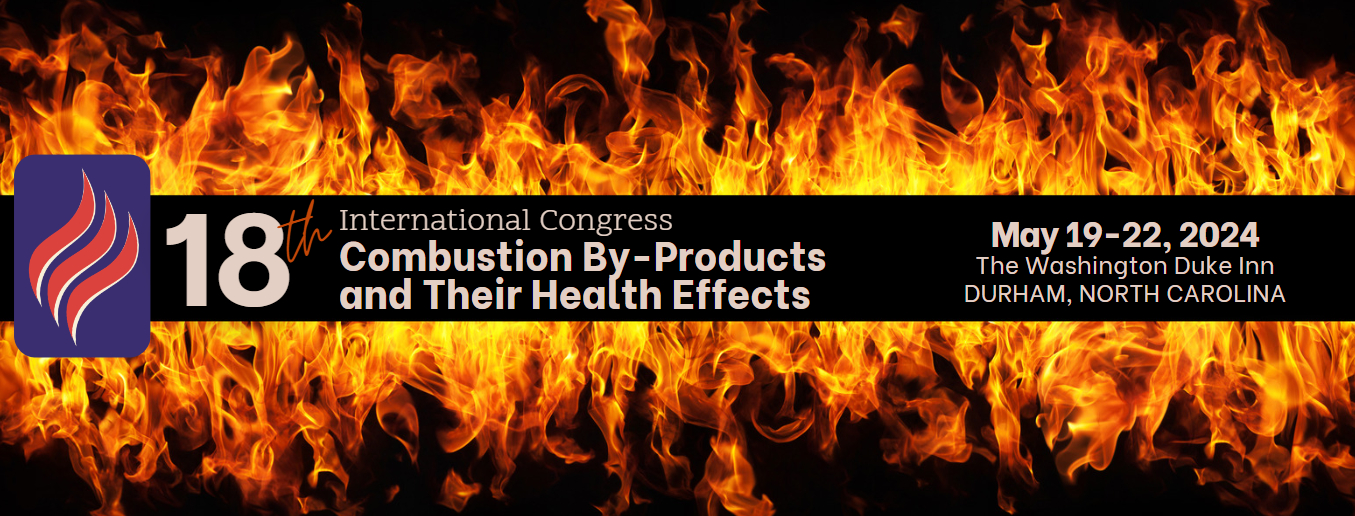 18th
International Congress
Combustion By-Products
and Their Health Effects
May 19-22, 2024
The Washington Duke Inn
DURHAM, NORTH CAROLINA